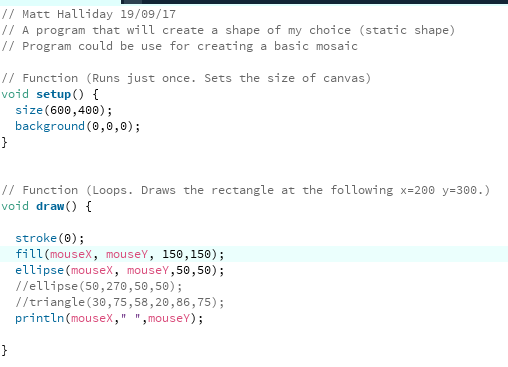 // Matt Halliday 19/09/17
// A program that will create a shape of my choice (static shape)
// Program could be use for creating a basic mosaic
// Function (Runs just once. Sets the size of canvas)
void setup() {
size(600,400);
background(0,0,0);
}
// Function (Loops. Draws the rectangle at the following x=200 y=300.)
void draw() {
stroke(0);
fill(mouseX, mouseY, 150,150);
ellipse(mouseX, mouseY,50,50);
//ellipse(50,270,50,50);
//triangle(30,75,58,20,86,75);
println(mouseX," ",mouseY);
}